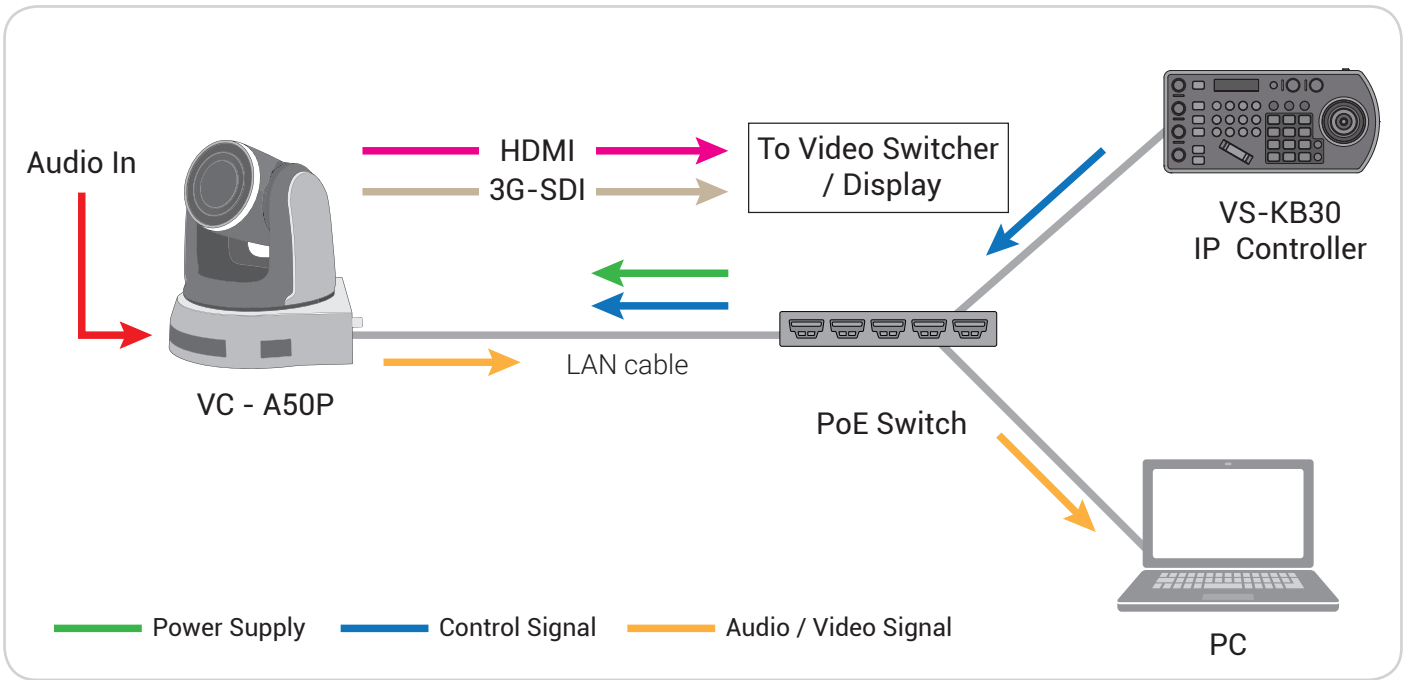 Audio In
HDMI
3G-SDI
To Video Switcher
/ Display
VS-KB30
IP Controller
LAN cable
VC - A50P
PoE Switch
PC
Power Supply
Control Signal
Audio / Video Signal